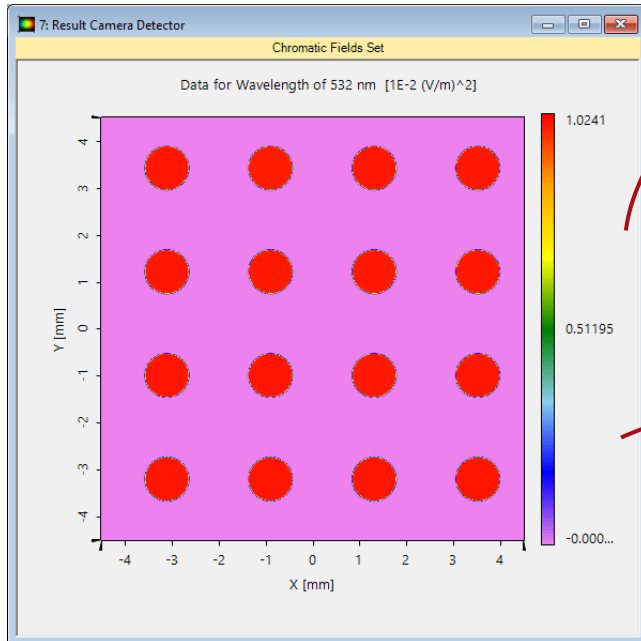 7: Result Camera Detector
Chromatic Fields Set
Data for Wavelength of 532 nm [1E-2 (V/m)^2]
1.0241
0.51195
-0.000...
4
3
2
1
0
-1
-2
-3
-4
Y [mm]
-4 -3 -2 -1 0 1 2 3 4
X [mm]